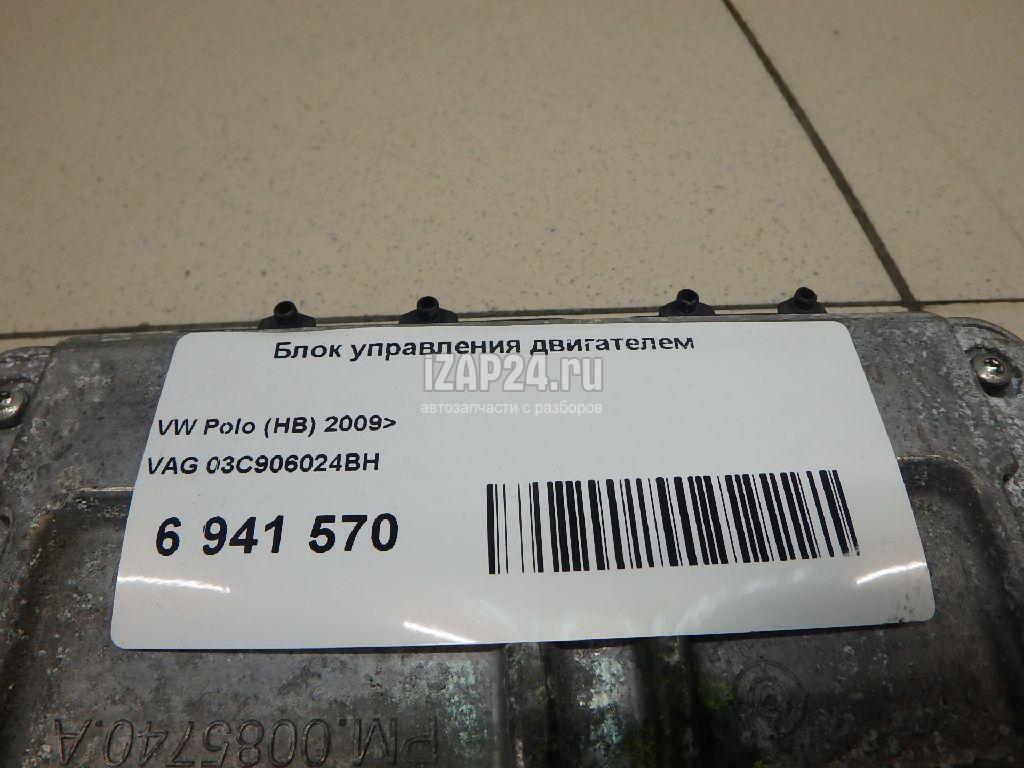 Блок управления двигателем
IZAP24.ru
автозапчасти с разборов
VW Polo (HB) 2009>
VAG 03C906024BH
6 941 570
PM.0085740.A